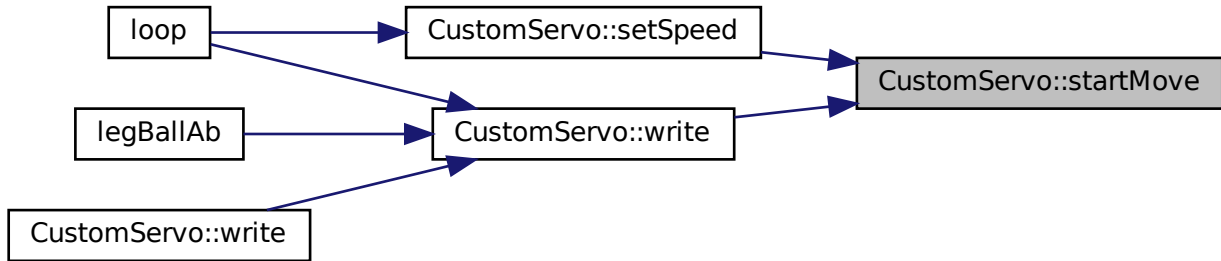 loop
CustomServo::setSpeed
CustomServo::startMove
legBallAb
CustomServo::write
CustomServo::write